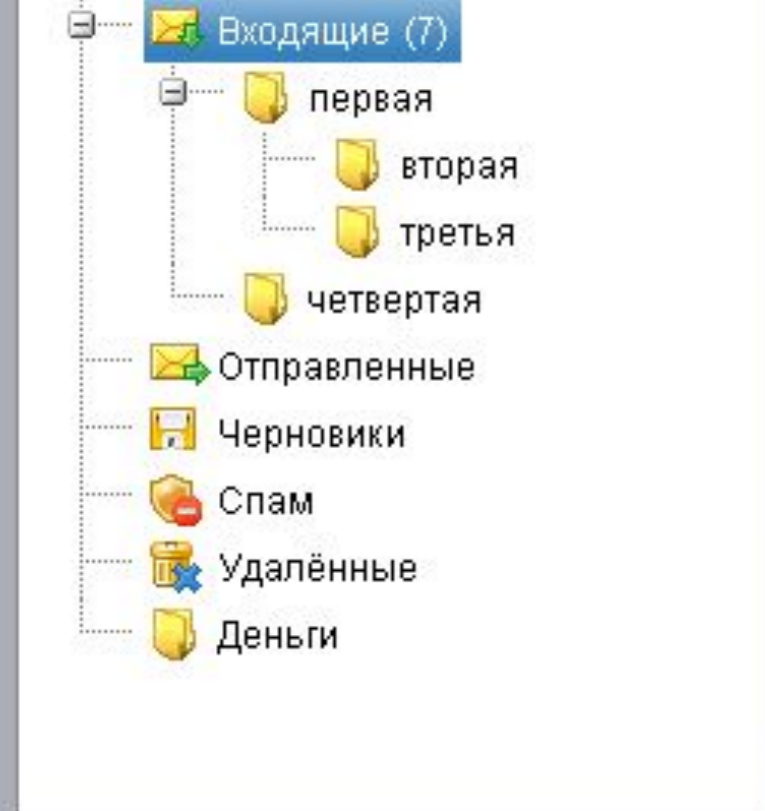 Входящие (7)
первая
вторая
третья
четвертая
Отправленные
Черновики
Спам
Удалённые
Деньги